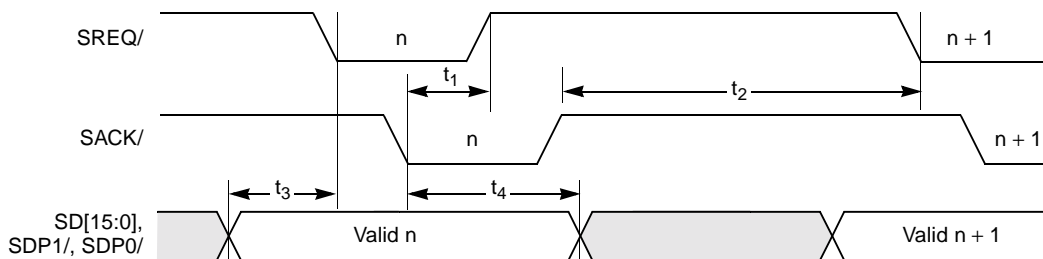 SREQ/
n
n + 1
t1
t2
SACK/
n
n + 1
t3
t4
SD[15:0],
SDP1/, SDP0/
Valid n
Valid n + 1